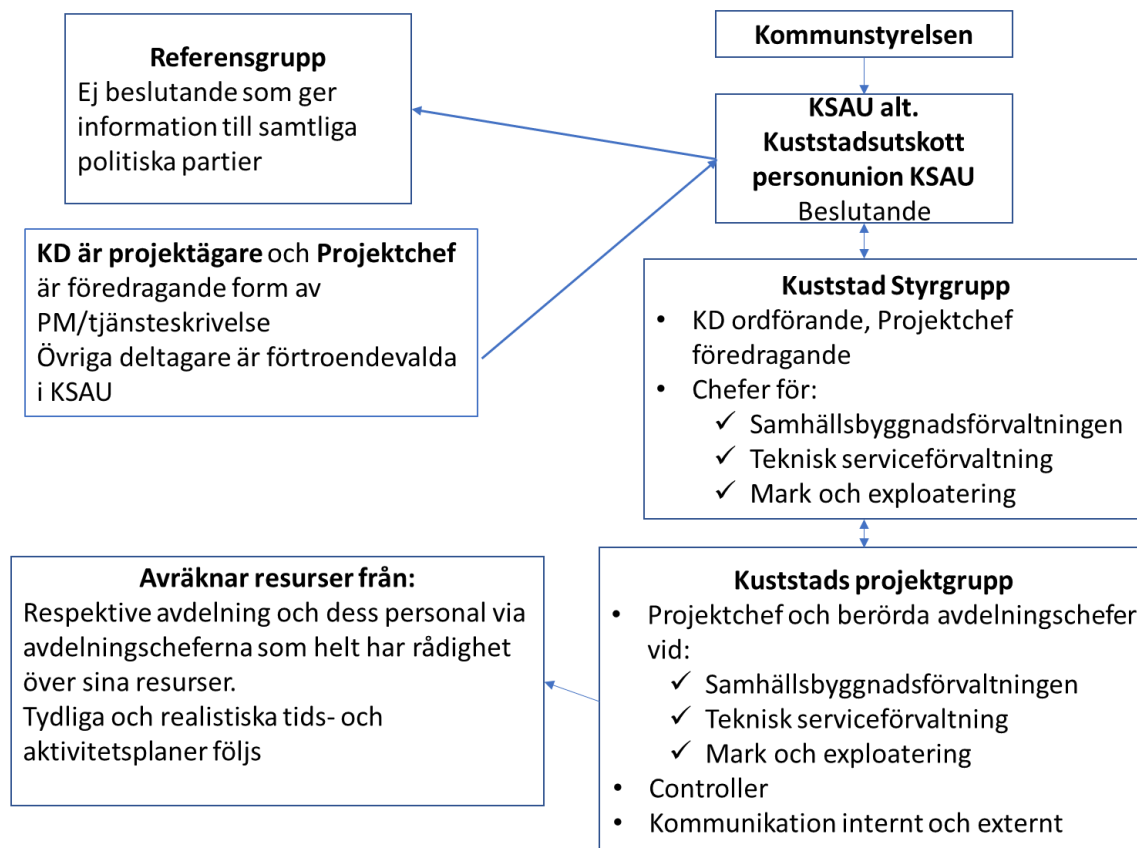 Referensgrupp
Ej beslutande som ger
information till samtliga
politiska partier
Kommunstyrelsen
KSAU alt.
Kuststadsutskott
personunion KSAU
Beslutande
KD är projektägare och Projektchef
är föredragande form av
PM/tjänsteskrivelse
Övriga deltagare är förtroendevalda
i KSAU
Kuststad Styrgrupp
• KD ordförande, Projektchef
föredragande
• Chefer för:
✓ Samhällsbyggnadsförvaltningen
✓ Teknisk serviceförvaltning
✓ Mark och exploatering
Avräknar resurser från:
Respektive avdelning och dess personal via
avdelningscheferna som helt har rådighet
över sina resurser.
Tydliga och realistiska tids- och
aktivitetsplaner följs
Kuststads projektgrupp
• Projektchef och berörda avdelningschefer
vid:
✓ Samhällsbyggnadsförvaltningen
✓ Teknisk serviceförvaltning
✓ Mark och exploatering
• Controller
• Kommunikation internt och externt